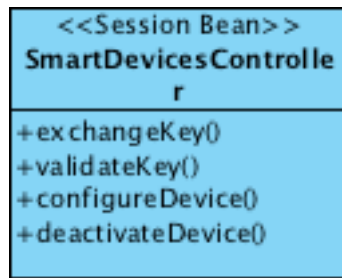 <<Session Bean>>
SmartDevicesControlle
r
+exchangeKey()
+validateKey()
+configureDevice()
+deactivateDevice()